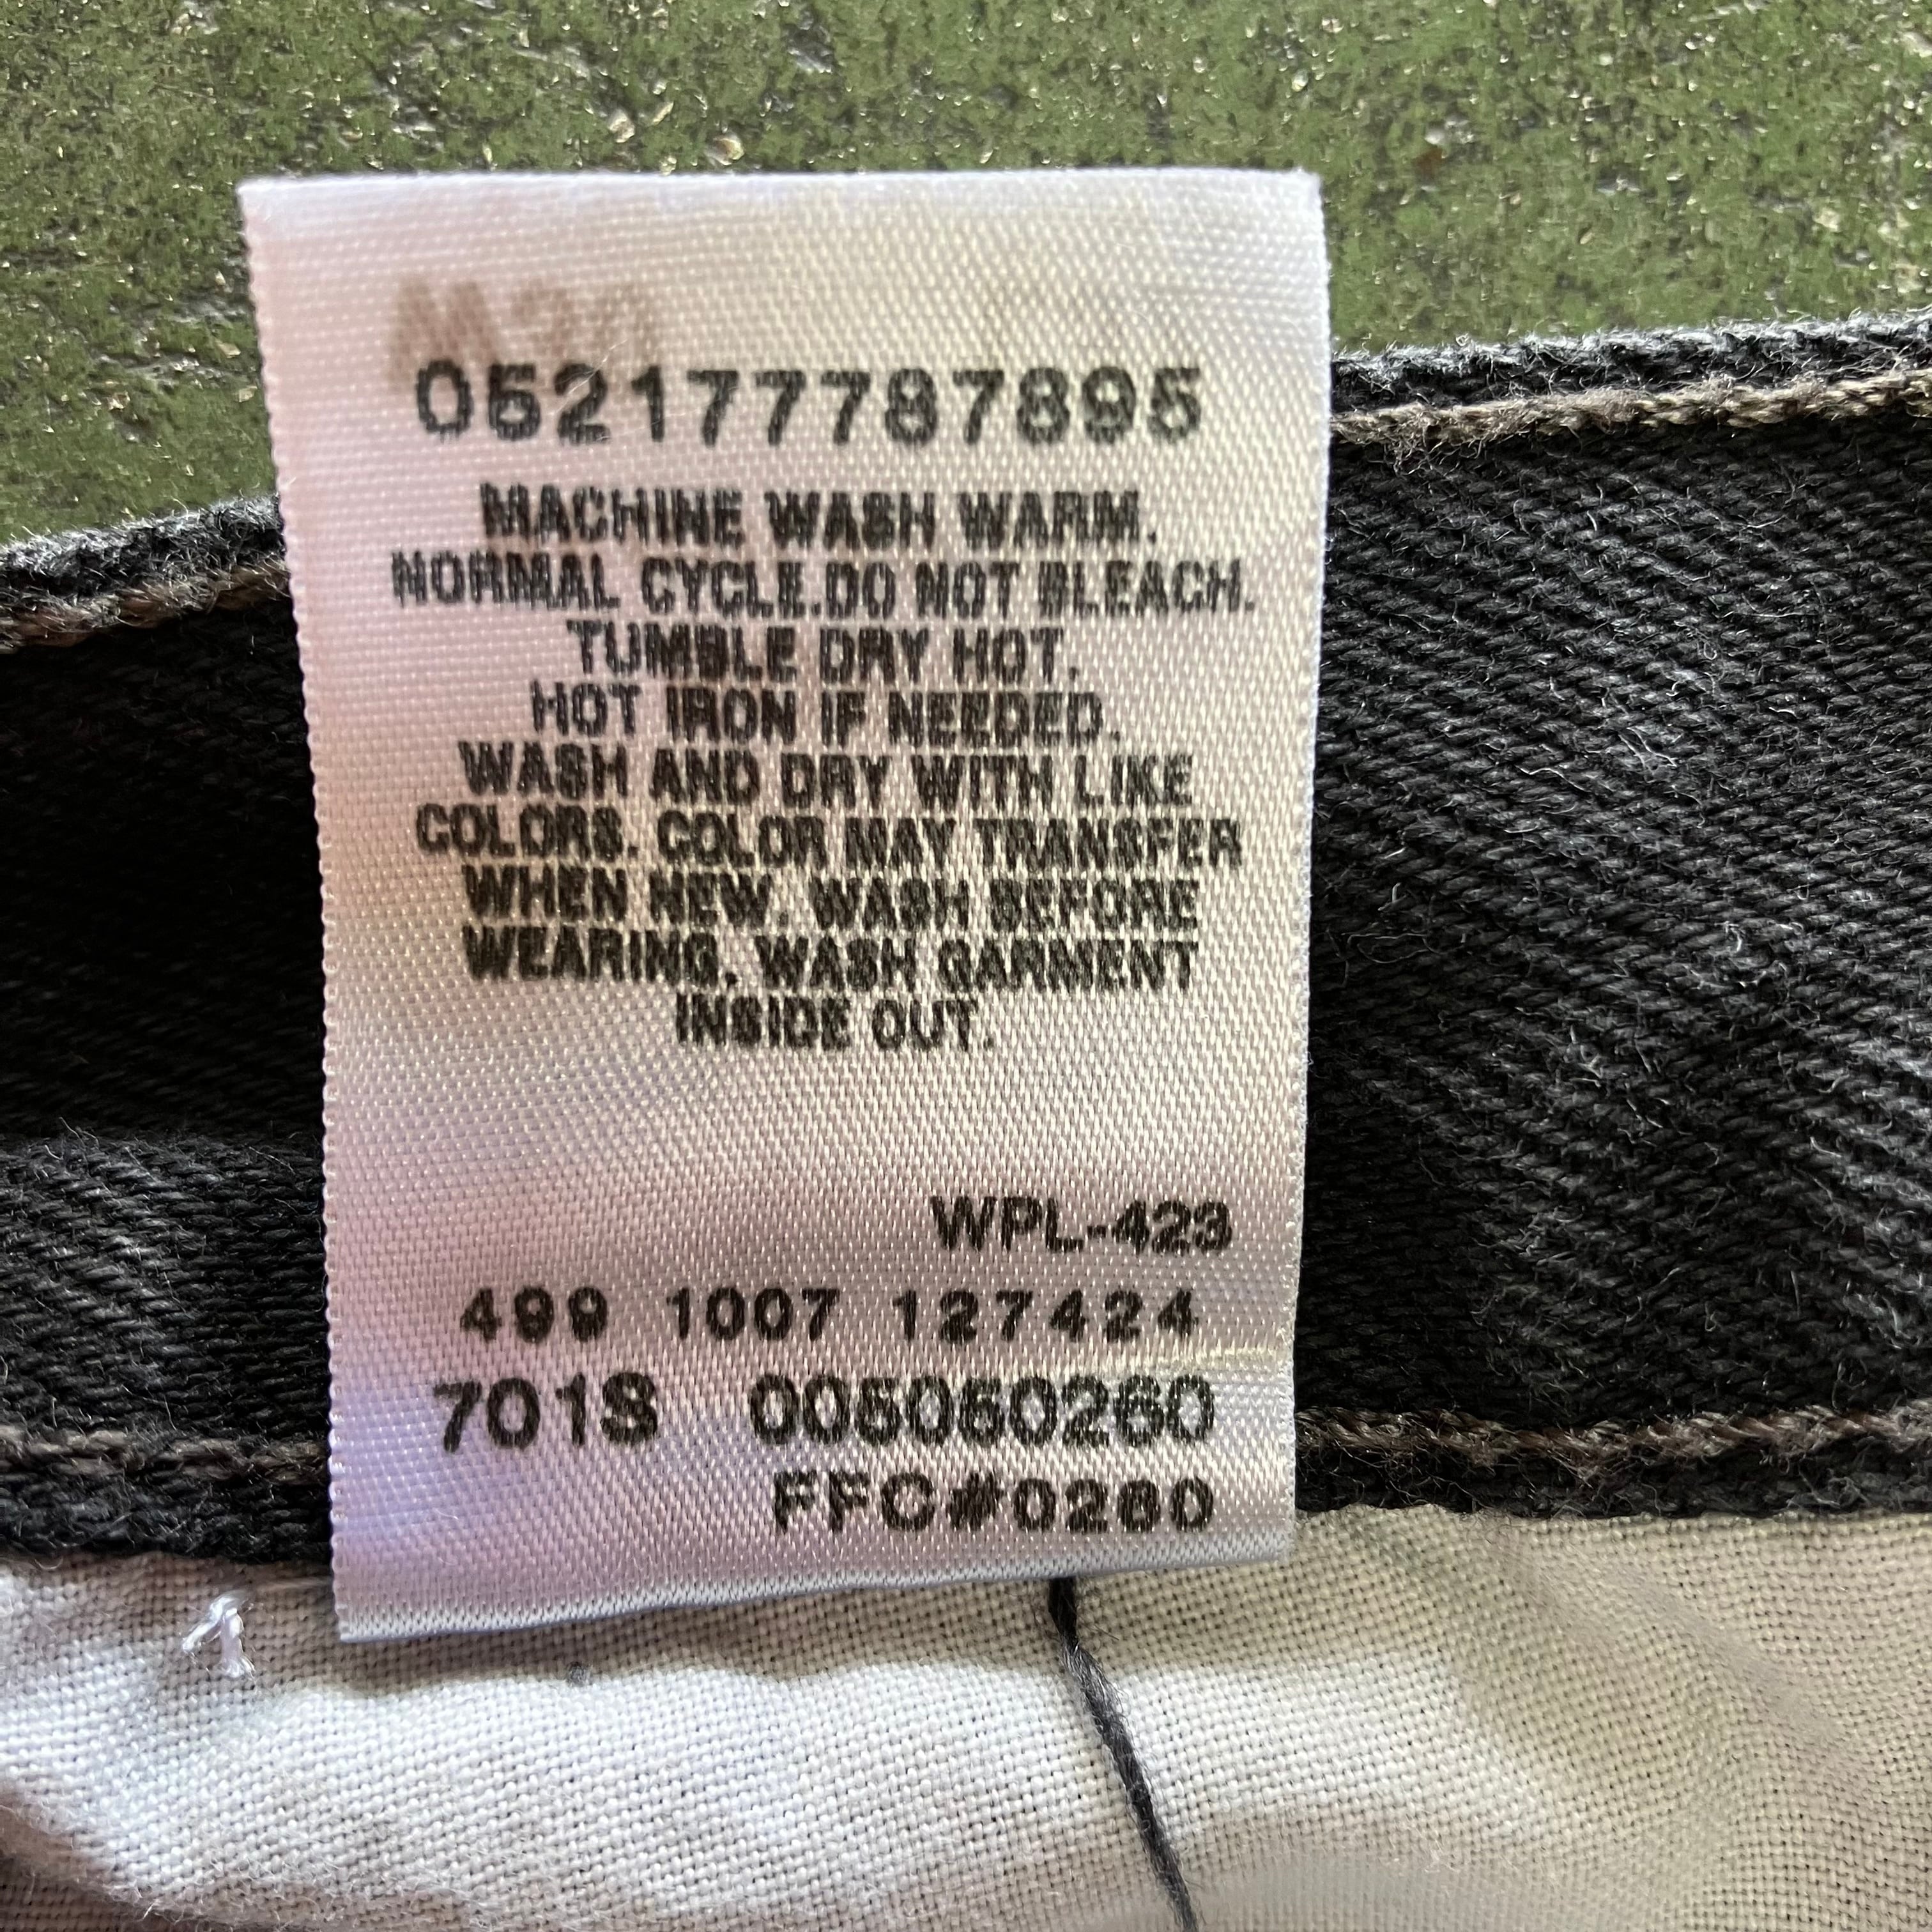 052177787895
MACHINE WASH WARM.
NORMAL CYCLE.DO NOT BLEACH.
TUMBLE DRY HOT.
HOT IRON IF NEEDED.
WASH AND DRY WITH LIKE
COLORS. COLOR MAY TRANSFER
WHEN NEW. WASH BEFORE
WEARING. WASH GARMENT
INSIDE OUT.
WPL-423
499 1007 127424
701S 005050260
FFC#0260